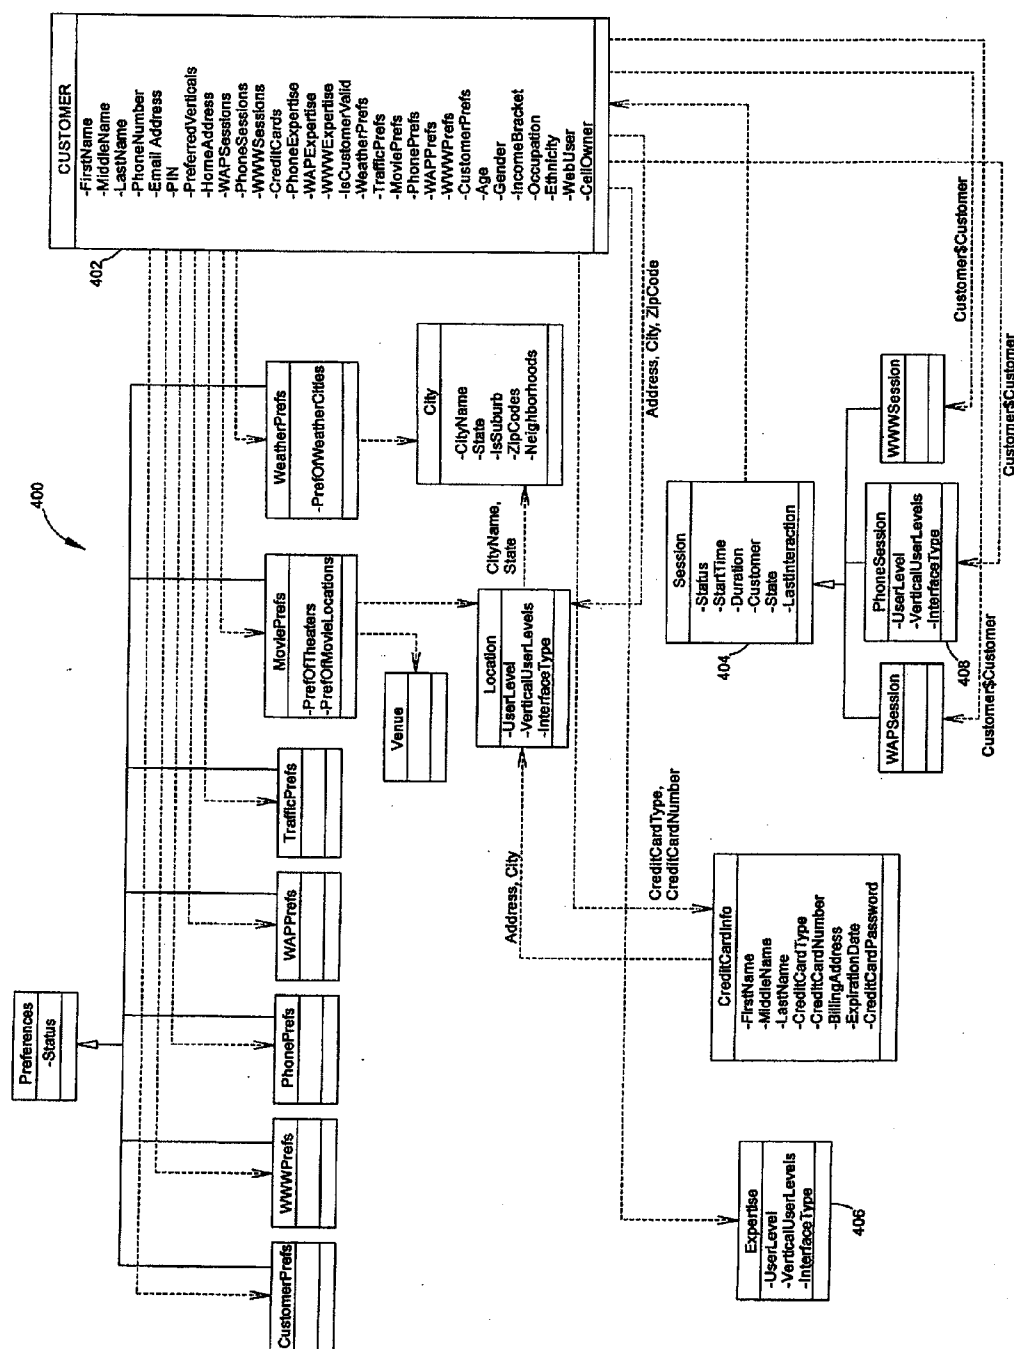 400
Preferences
-Status
CustomerPrefs
WWWPrefs
PhonePrefs
WAPPrefs
TrafficPrefs
MoviePrefs
-PrefOfTheaters
-PrefOfMovieLocations
WeatherPrefs
-PrefOfWeatherCities
CUSTOMER
-FirstName
-MiddleName
-LastName
-PhoneNumber
-Email Address
-PIN
-PreferredVerticals
-HomeAddress
-WAPSessions
-PhoneSessions
-WWWSessions
-CreditCards
-PhoneExpertise
-WAPExpertise
-WWWExpertise
-IsCustomerValid
-WeatherPrefs
-TrafficPrefs
-MoviePrefs
-PhonePrefs
-WAPPrefs
-WWWPrefs
-CustomerPrefs
-Age
-Gender
-IncomeBracket
-Occupation
-Ethnicity
-WebUser
-CellOwner
402
Venue
City
-CityName
-State
-IsSuburb
-ZipCodes
-Neighborhoods
CityName,
State
Location
-UserLevel
-VerticalUserLevels
-InterfaceType
Address, City
Address, City, ZipCode
CreditCardType,
CreditCardNumber
CreditCardInfo
-FirstName
-MiddleName
-LastName
-CreditCardType
-CreditCardNumber
-BillingAddress
-ExpirationDate
-CreditCardPassword
Expertise
-UserLevel
-VerticalUserLevels
-InterfaceType
406
Session
-Status
-StartTime
-Duration
-Customer
-State
-LastInteraction
404
WAPSession
PhoneSession
-UserLevel
-VerticalUserLevels
-InterfaceType
408
WWWSession
Customer$Customer
Customer$Customer
Customer$Customer